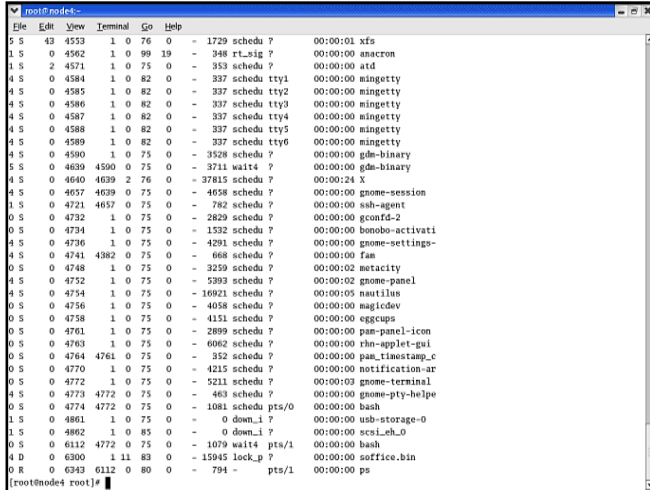 root@node4:~
File Edit View Terminal Go Help
5 S 43 4553 1 0 76 0 - 1729 schedu ? 00:00:01 xfs
1 S 0 4562 1 0 99 19 - 348 rt_sig ? 00:00:00 anacron
1 S 2 4571 1 0 75 0 - 353 schedu ? 00:00:00 atd
4 S 0 4584 1 0 82 0 - 337 schedu tty1 00:00:00 mingetty
4 S 0 4585 1 0 82 0 - 337 schedu tty2 00:00:00 mingetty
4 S 0 4586 1 0 82 0 - 337 schedu tty3 00:00:00 mingetty
4 S 0 4587 1 0 82 0 - 337 schedu tty4 00:00:00 mingetty
4 S 0 4588 1 0 82 0 - 337 schedu tty5 00:00:00 mingetty
4 S 0 4589 1 0 82 0 - 337 schedu tty6 00:00:00 mingetty
4 S 0 4590 1 0 75 0 - 3528 schedu ? 00:00:00 gdm-binary
5 S 0 4639 4590 0 75 0 - 3711 wait4 ? 00:00:00 gdm-binary
4 S 0 4640 4639 2 76 0 - 37815 schedu ? 00:00:24 X
4 S 0 4657 4639 0 75 0 - 4658 schedu ? 00:00:00 gnome-session
1 S 0 4721 4657 0 75 0 - 782 schedu ? 00:00:00 ssh-agent
0 S 0 4732 1 0 75 0 - 2829 schedu ? 00:00:00 gconfd-2
0 S 0 4734 1 0 75 0 - 1532 schedu ? 00:00:00 bonobo-activati
4 S 0 4736 1 0 75 0 - 4291 schedu ? 00:00:00 gnome-settings-
4 S 0 4741 4382 0 75 0 - 668 schedu ? 00:00:00 fam
0 S 0 4748 1 0 75 0 - 3259 schedu ? 00:00:02 metacity
4 S 0 4752 1 0 75 0 - 5393 schedu ? 00:00:02 gnome-panel
4 S 0 4754 1 0 75 0 - 16921 schedu ? 00:00:05 nautilus
0 S 0 4756 1 0 75 0 - 4058 schedu ? 00:00:00 magicdev
0 S 0 4758 1 0 75 0 - 4151 schedu ? 00:00:00 eggcups
0 S 0 4761 1 0 75 0 - 2899 schedu ? 00:00:00 pam-panel-icon
0 S 0 4763 1 0 75 0 - 6062 schedu ? 00:00:00 rhn-applet-gui
0 S 0 4764 4761 0 75 0 - 352 schedu ? 00:00:00 pam_timestamp_c
0 S 0 4770 1 0 75 0 - 4215 schedu ? 00:00:00 notification-ar
0 S 0 4772 1 0 75 0 - 5211 schedu ? 00:00:03 gnome-terminal
4 S 0 4773 4772 0 75 0 - 463 schedu ? 00:00:00 gnome-pty-helpe
0 S 0 4774 4772 0 75 0 - 1081 schedu pts/0 00:00:00 bash
1 S 0 4861 1 0 75 0 - 0 down_i ? 00:00:00 usb-storage-0
1 S 0 4862 1 0 85 0 - 0 down_i ? 00:00:00 scsi_eh_0
0 S 0 6112 4772 0 75 0 - 1079 wait4 pts/1 00:00:00 bash
4 D 0 6300 1 11 83 0 - 15945 lock_p ? 00:00:00 soffice.bin
0 R 0 6343 6112 0 80 0 - 794 - pts/1 00:00:00 ps
[root@node4 root]#